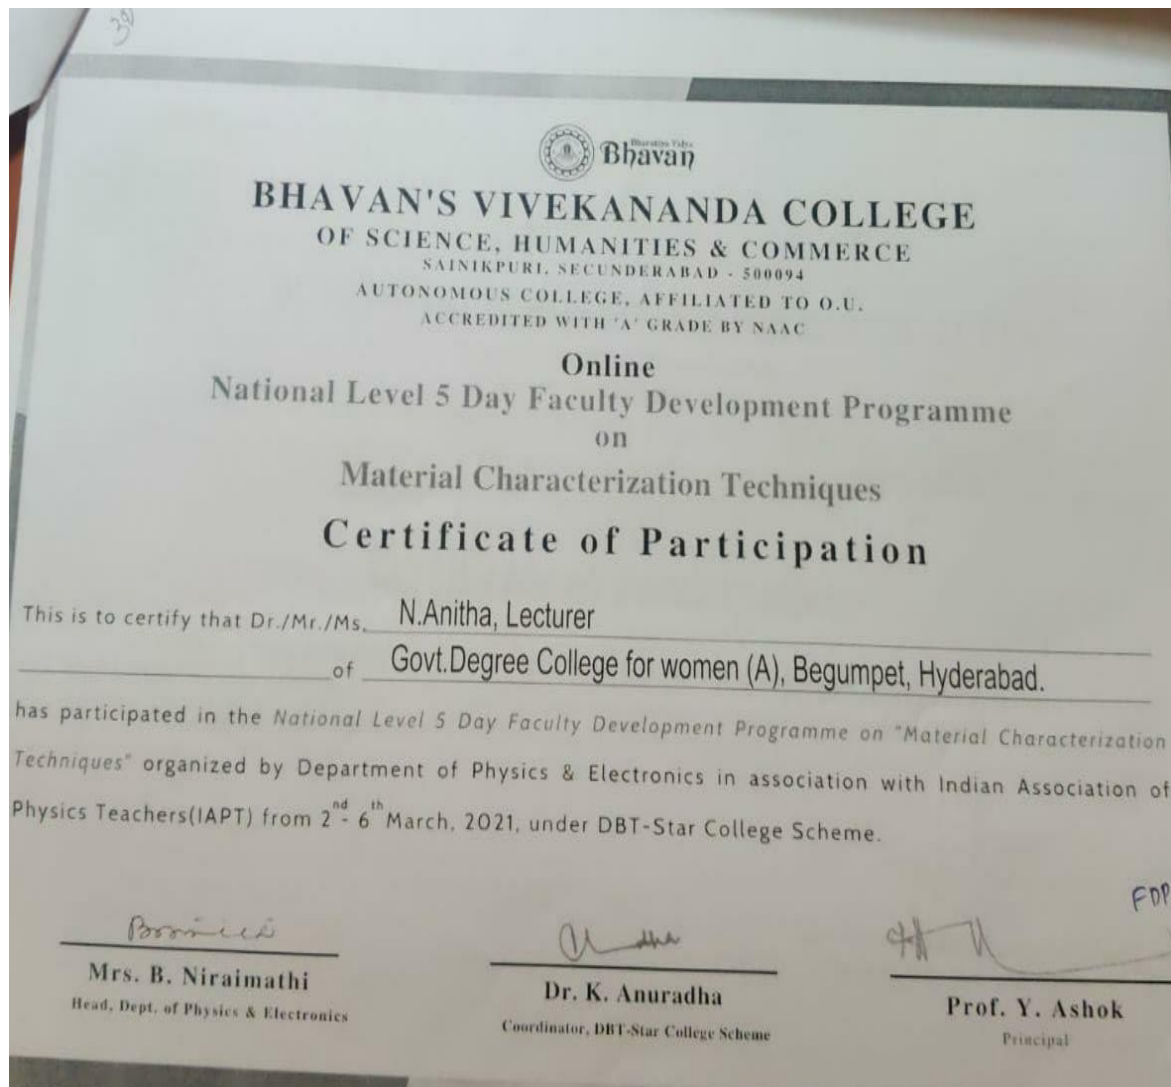 30
Bharatiya Vidya
Bhavan
BHAVAN'S VIVEKANANDA COLLEGE
OF SCIENCE, HUMANITIES & COMMERCE
SAINIKPURI, SECUNDERABAD - 500094
AUTONOMOUS COLLEGE, AFFILIATED TO O.U.
ACCREDITED WITH 'A' GRADE BY NAAC
Online
National Level 5 Day Faculty Development Programme
on
Material Characterization Techniques
Certificate of Participation
This is to certify that Dr./Mr./Ms. N.Anitha, Lecturer
of Govt.Degree College for women (A), Begumpet, Hyderabad.
has participated in the National Level 5 Day Faculty Development Programme on "Material Characterization
Techniques" organized by Department of Physics & Electronics in association with Indian Association of
Physics Teachers(IAPT) from 2nd- 6th March, 2021, under DBT-Star College Scheme.
FDP
Mrs. B. Niraimathi
Head, Dept. of Physics & Electronics
Dr. K. Anuradha
Coordinator, DBT-Star College Scheme
Prof. Y. Ashok
Principal